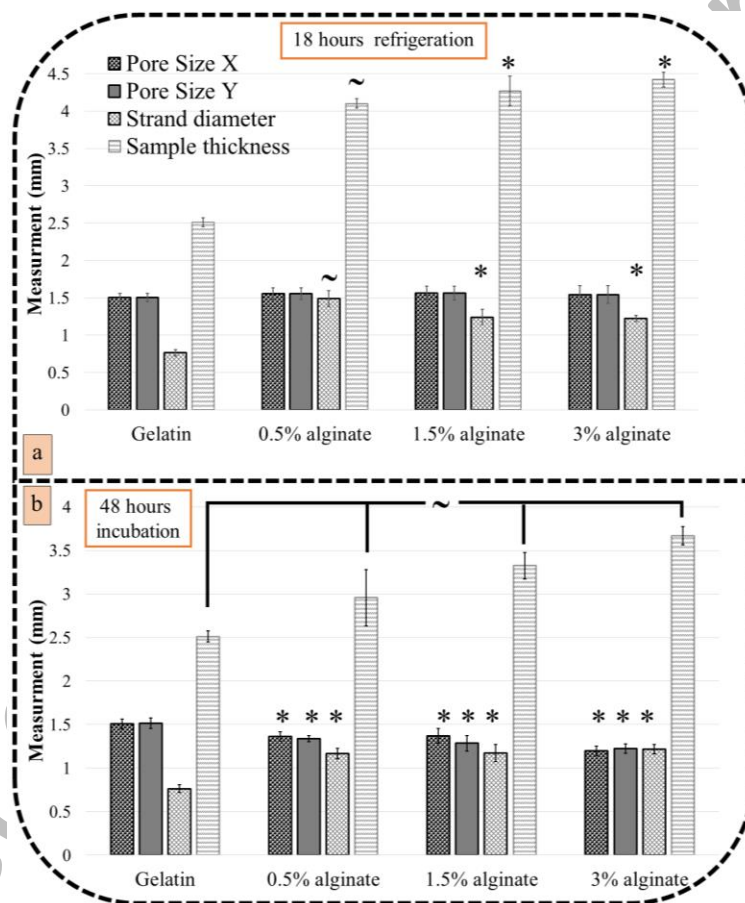 18 hours refrigeration
Pore Size X
Pore Size Y
Strand diameter
Sample thickness
Measurment (mm)
4.5
4
3.5
3
2.5
2
1.5
1
0.5
0
~
*
*
~
*
*
Gelatin
0.5% alginate
1.5% alginate
3% alginate
a
b
48 hours
incubation
~
Measurment (mm)
4
3.5
3
2.5
2
1.5
1
0.5
0
* * *
* * *
* * *
Gelatin
0.5% alginate
1.5% alginate
3% alginate